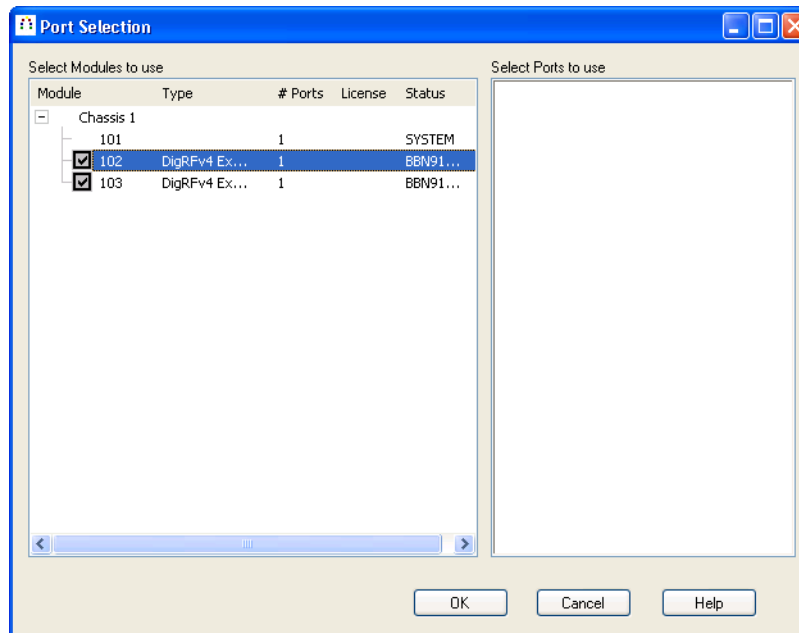 Port Selection
Select Modules to use
Select Ports to use
Module Type # Ports License Status
Chassis 1
101 1 SYSTEM
102 DigRFv4 Ex... 1 BBN91...
103 DigRFv4 Ex... 1 BBN91...
OK Cancel Help